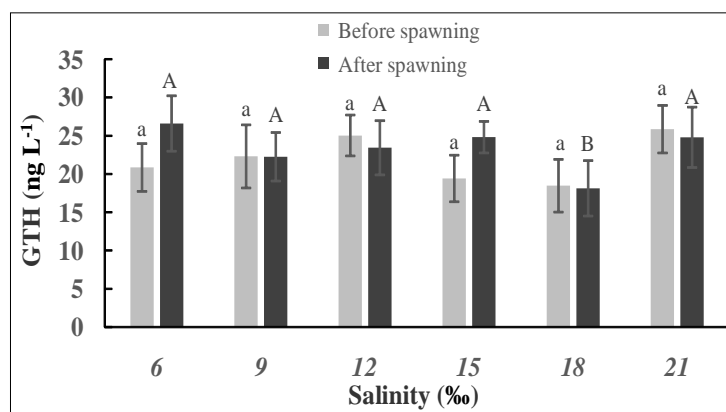 Before spawning
After spawning
35
30
25
20
15
10
5
0
GTH (ng L-1)
a A a A a A a A a B a A
6 9 12 15 18 21
Salinity (‰)